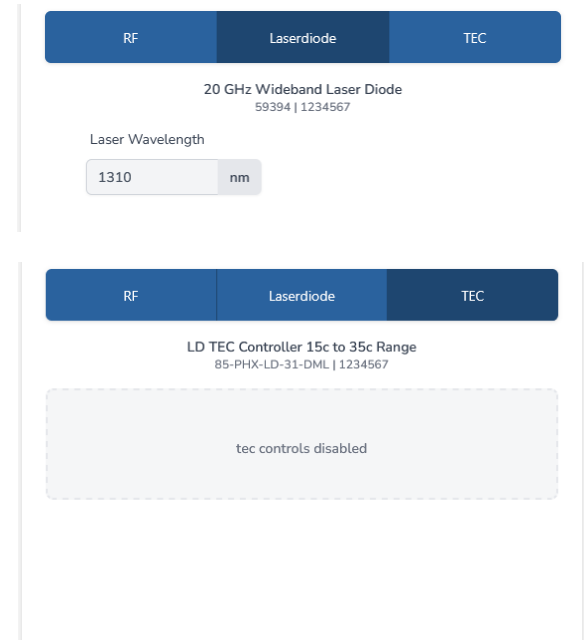 RF Laserdiode TEC
20 GHz Wideband Laser Diode
59394 | 1234567
Laser Wavelength
1310 nm
RF Laserdiode TEC
LD TEC Controller 15c to 35c Range
85-PHX-LD-31-DML | 1234567
tec controls disabled